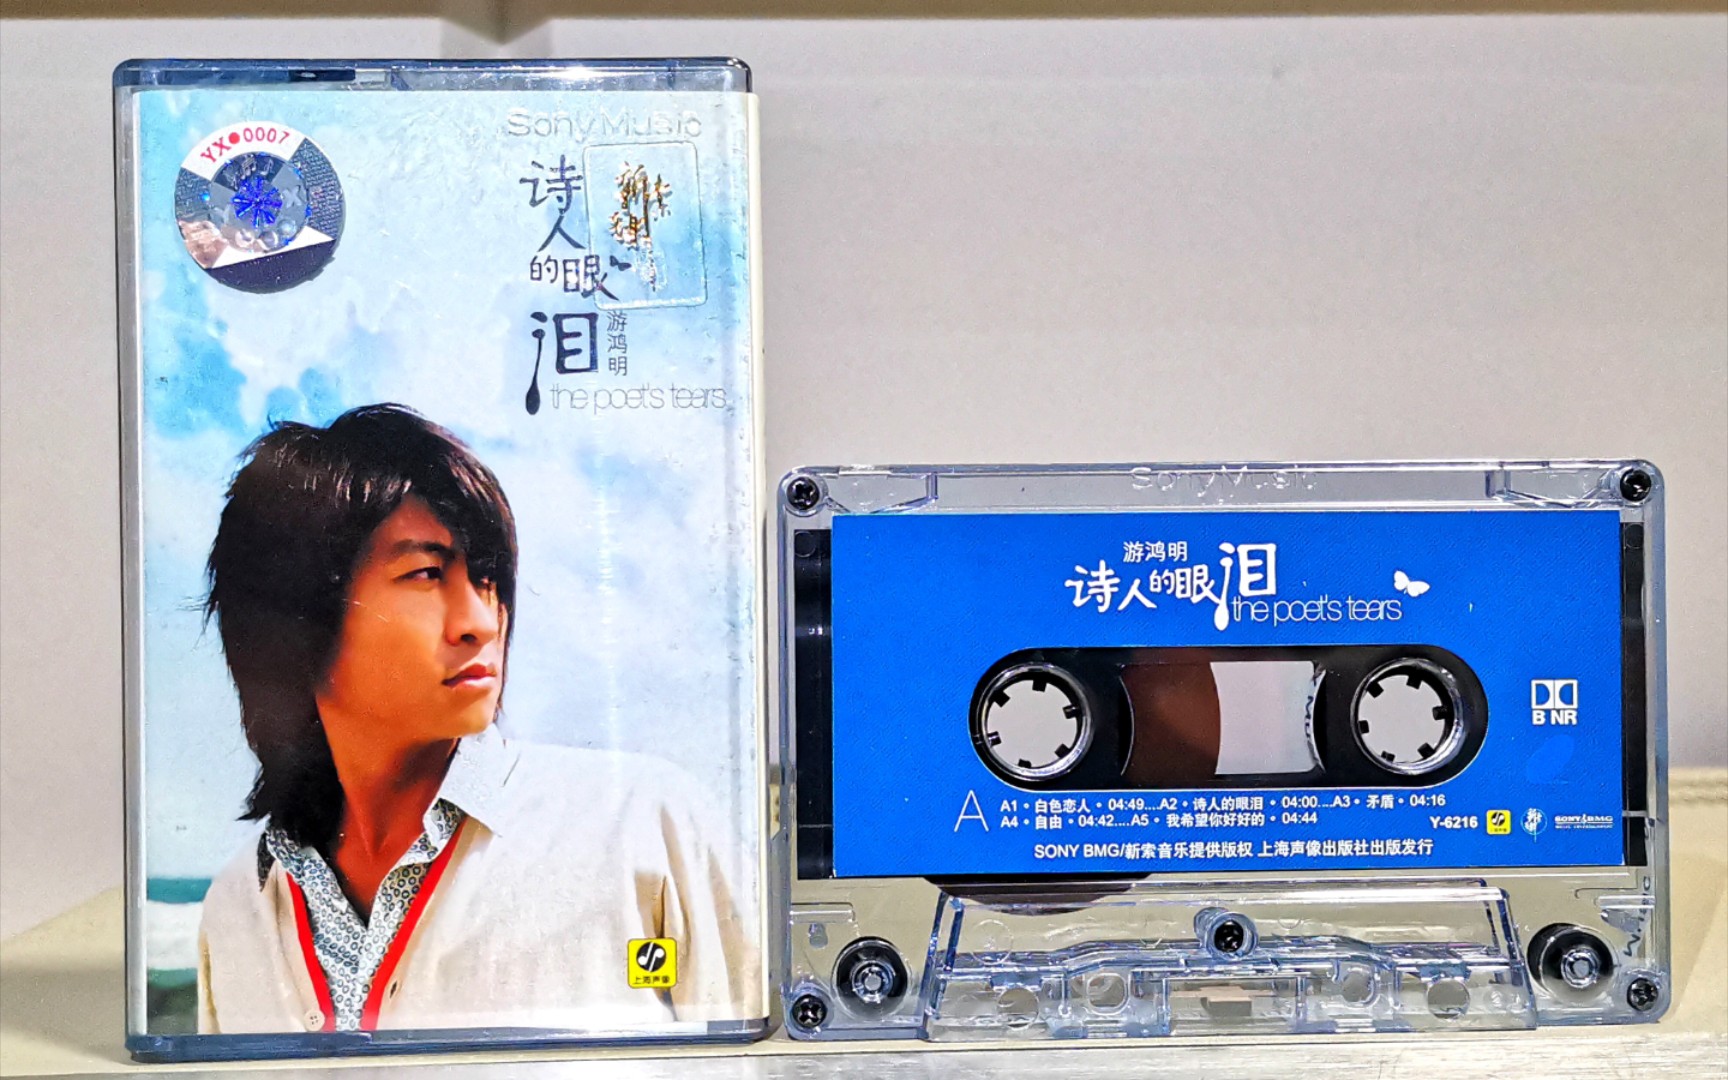 YX●0007
Sony Music
诗人的眼泪
新索
游鸿明
the poet's tears
上海声像
Sony Music
游鸿明
诗人的眼泪
the poet's tears
B NR
A
A1•白色恋人•04:49....A2•诗人的眼泪•04:00....A3•矛盾•04:16
A4•自由•04:42....A5•我希望你好好的•04:44
Y-6216
SONY BMG
SONY BMG/新索音乐提供版权 上海声像出版社出版发行